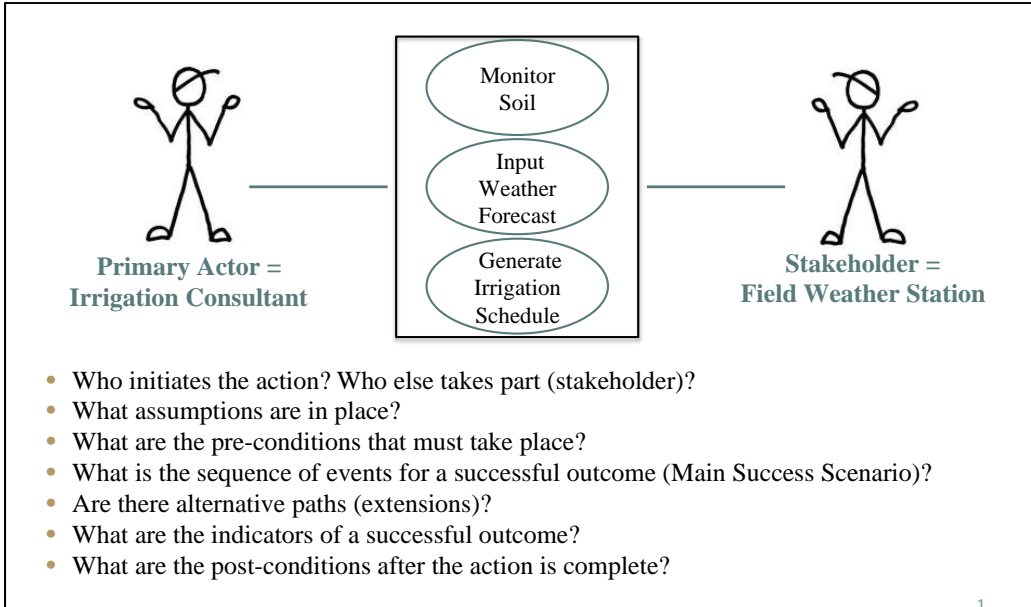 Monitor
Soil
Input
Weather
Forecast
Generate
Irrigation
Schedule
Primary Actor =
Irrigation Consultant
Stakeholder =
Field Weather Station
• Who initiates the action? Who else takes part (stakeholder)?
• What assumptions are in place?
• What are the pre-conditions that must take place?
• What is the sequence of events for a successful outcome (Main Success Scenario)?
• Are there alternative paths (extensions)?
• What are the indicators of a successful outcome?
• What are the post-conditions after the action is complete?
1